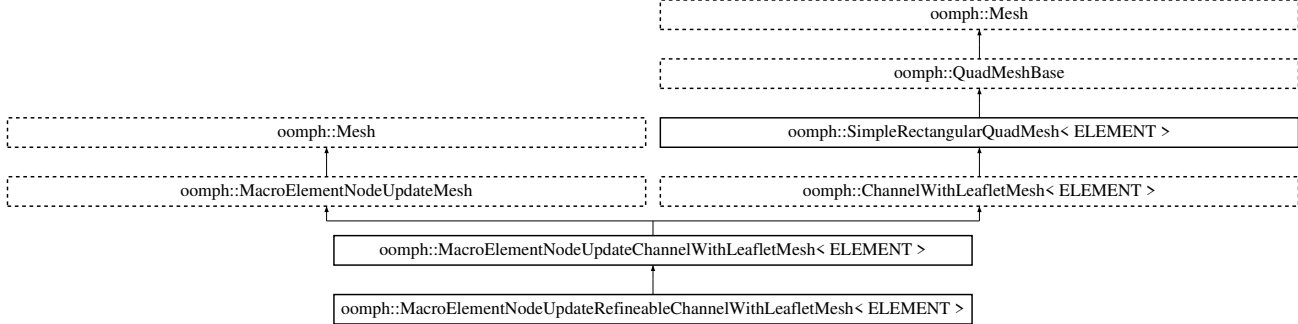 oomph::Mesh
oomph::QuadMeshBase
oomph::Mesh
oomph::SimpleRectangularQuadMesh< ELEMENT >
oomph::MacroElementNodeUpdateMesh
oomph::ChannelWithLeafletMesh< ELEMENT >
oomph::MacroElementNodeUpdateChannelWithLeafletMesh< ELEMENT >
oomph::MacroElementNodeUpdateRefineableChannelWithLeafletMesh< ELEMENT >